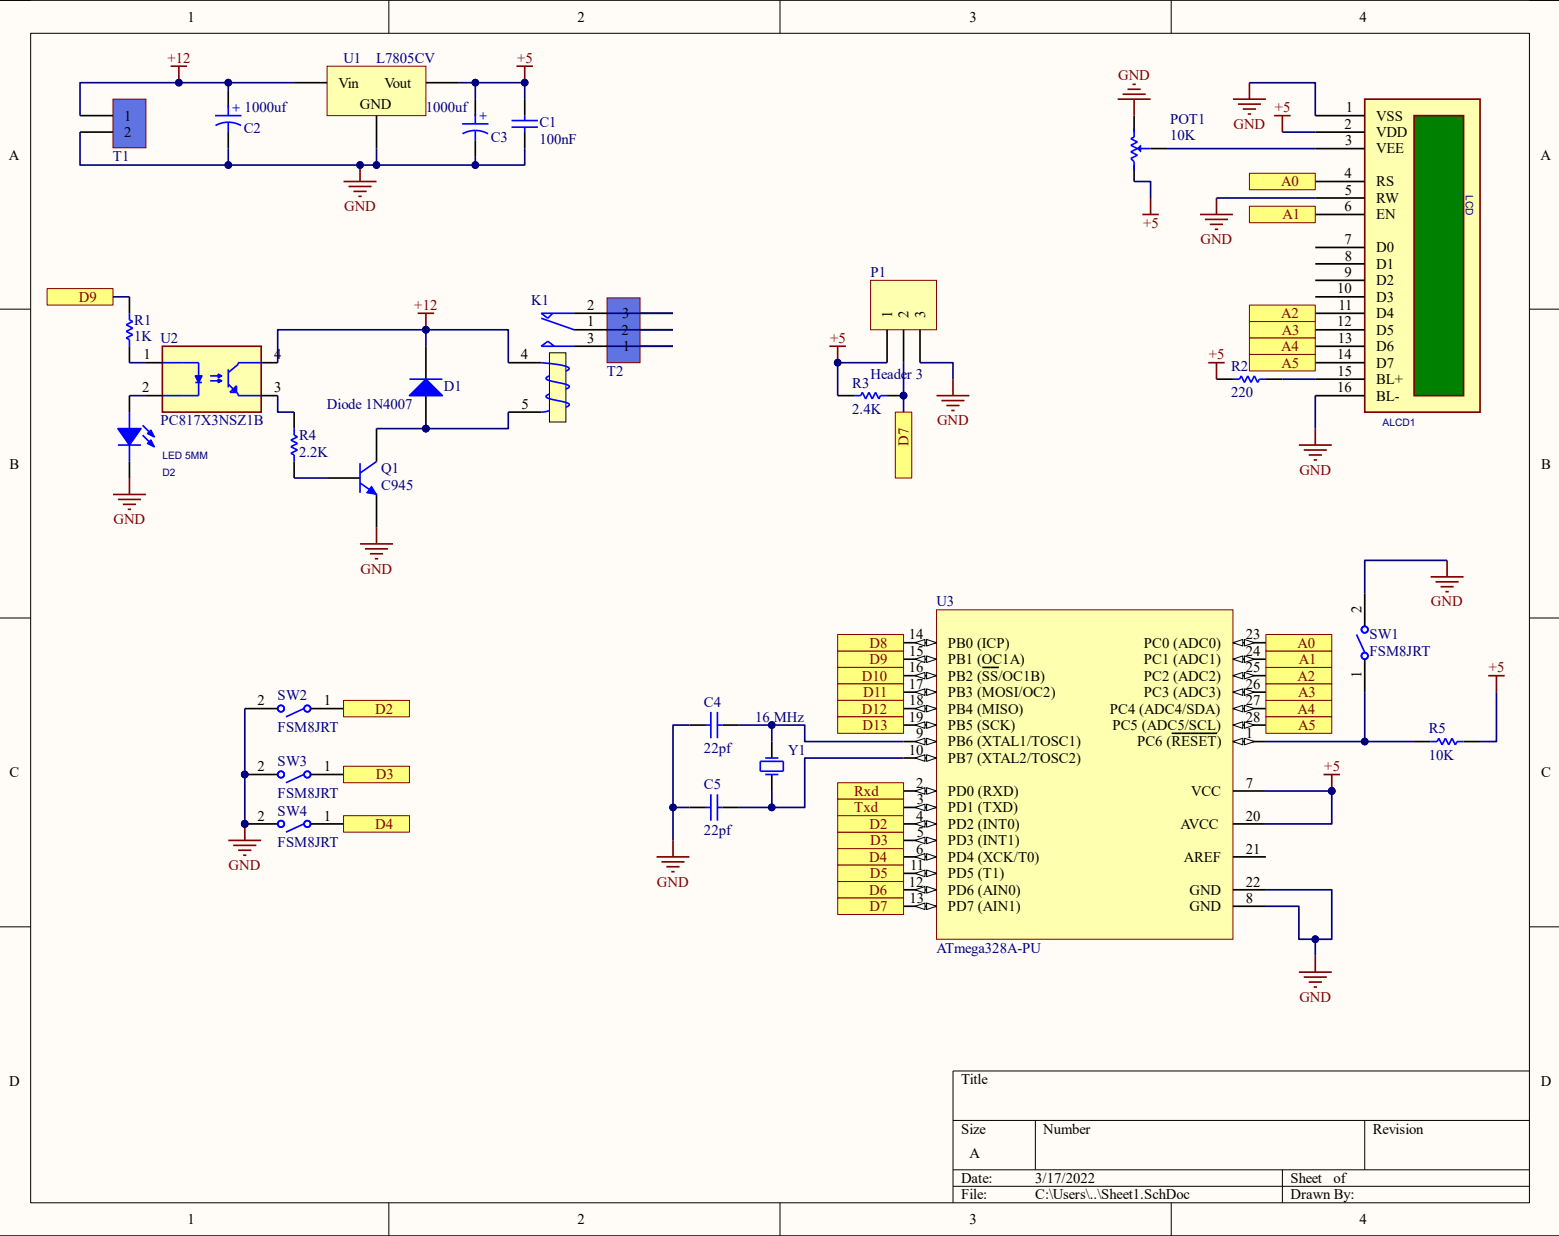 1 2 3 4
A
B
C
D
A
B
C
D
+12
U1 L7805CV
+5
Vin Vout
GND
1
2
T1
+ 1000uf
C2
1000uf
+
C3
C1
100nF
GND
D9
R1
1K
U2
1
2
4
3
PC817X3NSZ1B
LED 5MM
D2
GND
R4
2.2K
+12
D1
Diode 1N4007
Q1
C945
GND
K1
2
1
3
4
5
3
2
1
T2
P1
1 2 3
+5
Header 3
R3
2.4K
D7
GND
GND
POT1
10K
+5
GND
+5
GND
1 VSS
2 VDD
3 VEE
A0 4 RS
5 RW
A1 6 EN
7 D0
8 D1
9 D2
10 D3
A2 11 D4
A3 12 D5
A4 13 D6
A5 14 D7
15 BL+
16 BL-
LCD
ALCD1
+5
R2
220
GND
SW2
2 1 D2
FSM8JRT
SW3
2 1 D3
FSM8JRT
SW4
2 1 D4
FSM8JRT
GND
C4
22pf
C5
22pf
16 MHz
Y1
GND
U3
D8 14 PB0 (ICP)
D9 15 PB1 (OC1A)
D10 16 PB2 (SS/OC1B)
D11 17 PB3 (MOSI/OC2)
D12 18 PB4 (MISO)
D13 19 PB5 (SCK)
9 PB6 (XTAL1/TOSC1)
10 PB7 (XTAL2/TOSC2)
Rxd 2 PD0 (RXD)
Txd 3 PD1 (TXD)
D2 4 PD2 (INT0)
D3 5 PD3 (INT1)
D4 6 PD4 (XCK/T0)
D5 11 PD5 (T1)
D6 12 PD6 (AIN0)
D7 13 PD7 (AIN1)
PC0 (ADC0) 23 A0
PC1 (ADC1) 24 A1
PC2 (ADC2) 25 A2
PC3 (ADC3) 26 A3
PC4 (ADC4/SDA) 27 A4
PC5 (ADC5/SCL) 28 A5
PC6 (RESET) 1
VCC 7
AVCC 20
AREF 21
GND 22
GND 8
ATmega328A-PU
GND
2
SW1
FSM8JRT
1
GND
+5
R5
10K
+5
GND
Title
Size Number Revision
A
Date: 3/17/2022 Sheet of
File: C:\Users\..\Sheet1.SchDoc Drawn By:
1 2 3 4